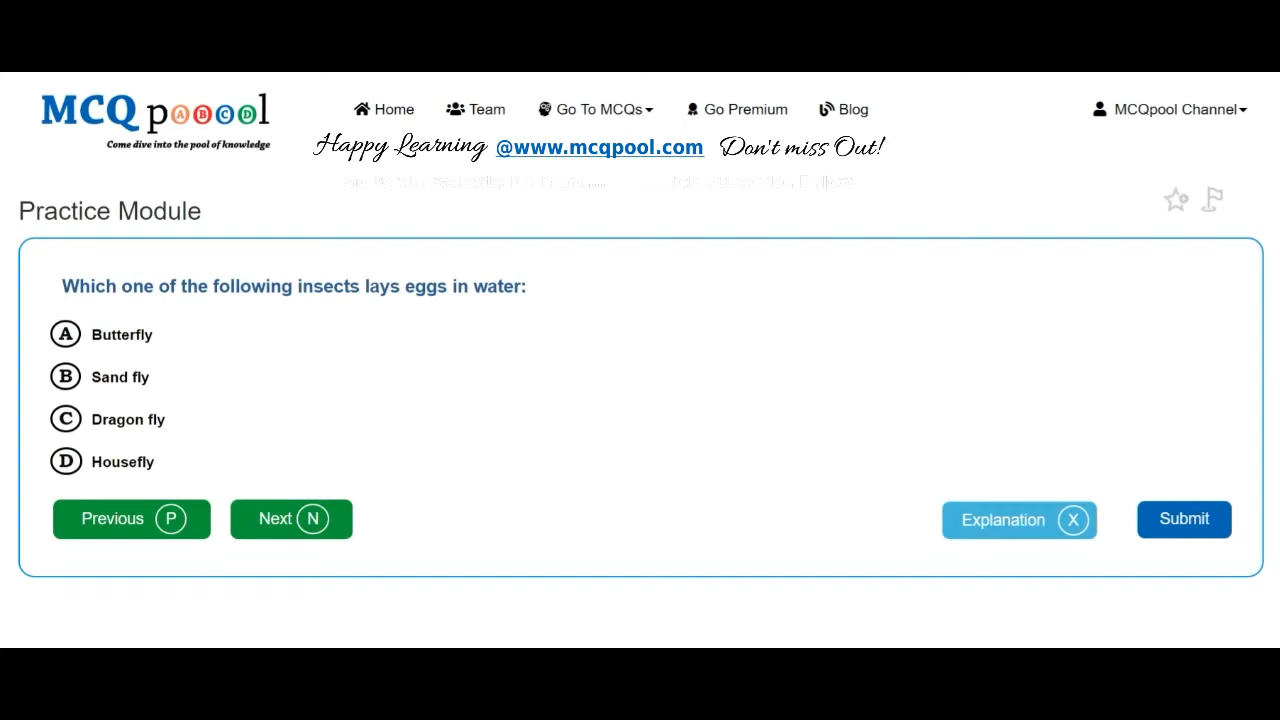 MCQ pooool
Come dive into the pool of knowledge
Home Team Go To MCQs Go Premium Blog MCQpool Channel
Happy Learning @www.mcqpool.com Don't miss Out!
Practice Module
Which one of the following insects lays eggs in water:
A Butterfly
B Sand fly
C Dragon fly
D Housefly
Previous P Next N Explanation X Submit